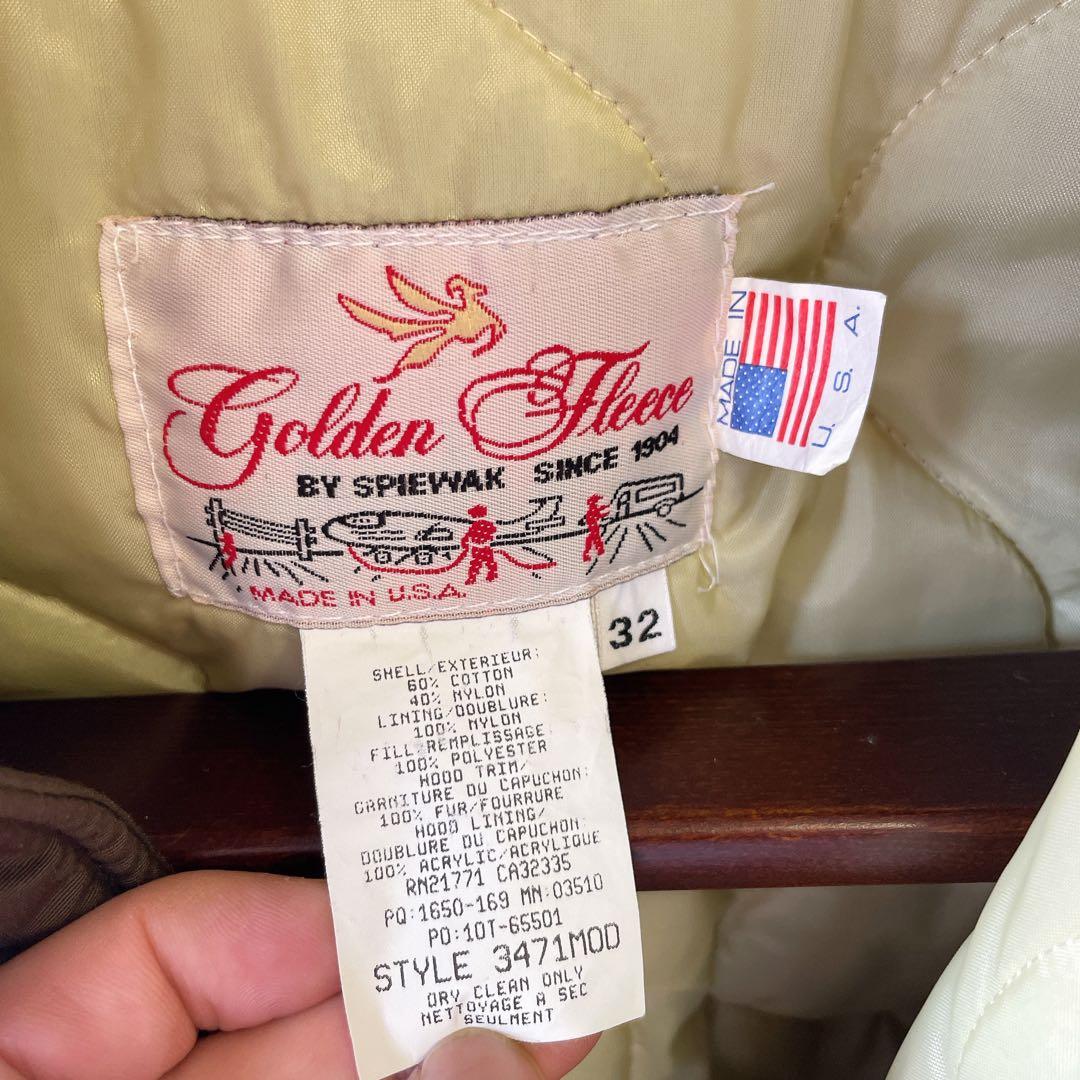 Golden Fleece
BY SPIEWAK SINCE 1904
MADE IN U.S.A.
MADE IN
U. S. A.
32
SHELL/EXTERIEUR:
60% COTTON
40% NYLON
LINING/DOUBLURE:
100% NYLON
FILL/REMPLISSAGE
100% POLYESTER
HOOD TRIM/
GARNITURE DU CAPUCHON:
100% FUR/FOURRURE
HOOD LINING/
DOUBLURE DU CAPUCHON:
100% ACRYLIC/ACRYLIQUE
RN21771 CA32335
PQ:1650-169 MN:03510
PO:10T-65501
STYLE 3471MOD
DRY CLEAN ONLY
NETTOYAGE A SEC
SEULMENT